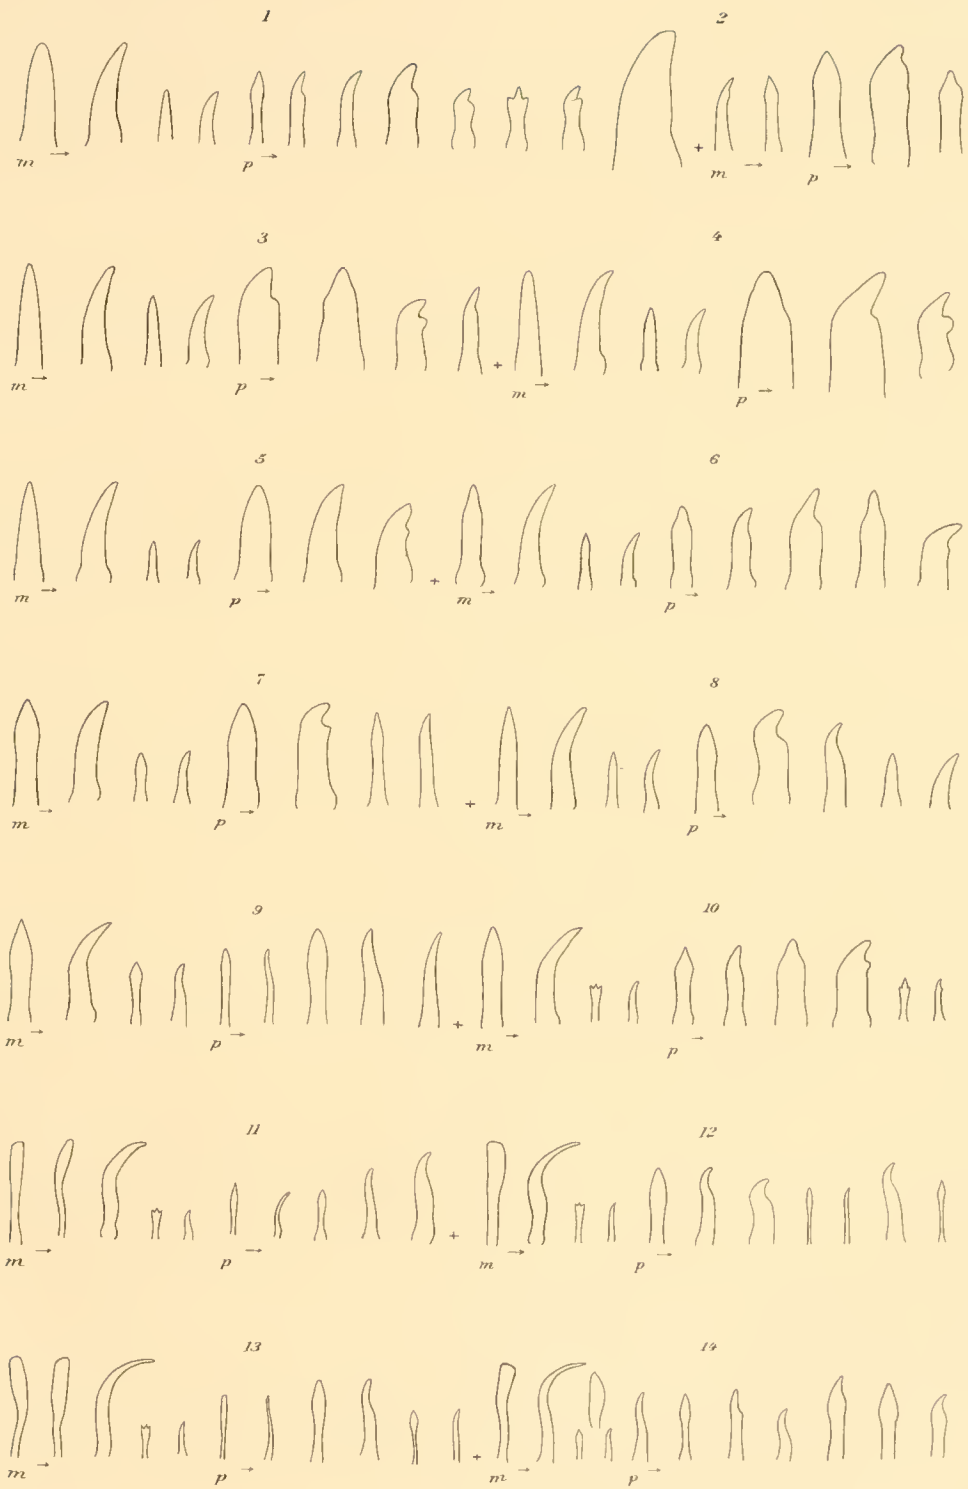 1 2
m → p → + m → p →
3 4
m → p → + m → p →
5 6
m → p → + m → p →
7 8
m → p → + m → p →
9 10
m → p → + m → p →
11 12
m → p → + m → p →
13 14
m → p → + m → p →